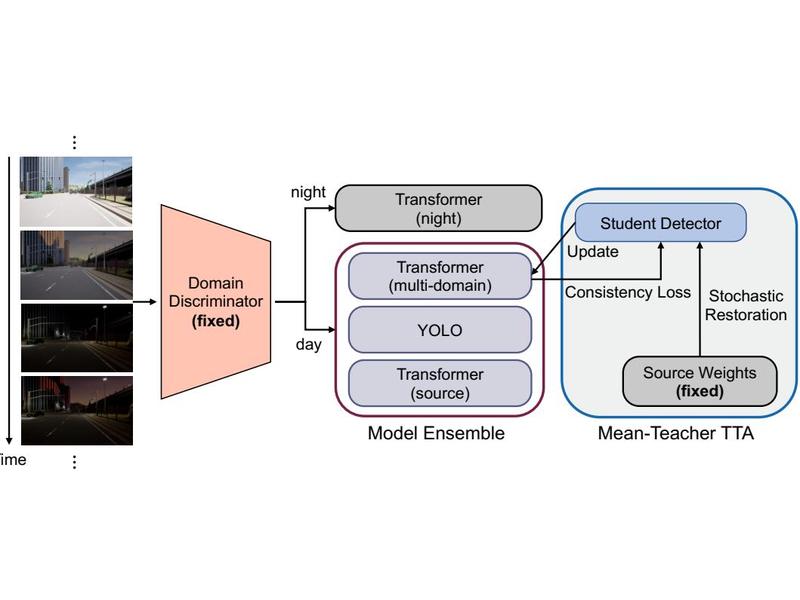 ⋮
ime
⋮
Domain
Discriminator
(fixed)
night
day
Transformer
(night)
Transformer
(multi-domain)
YOLO
Transformer
(source)
Model Ensemble
Student Detector
Update
Consistency Loss
Stochastic
Restoration
Source Weights
(fixed)
Mean-Teacher TTA